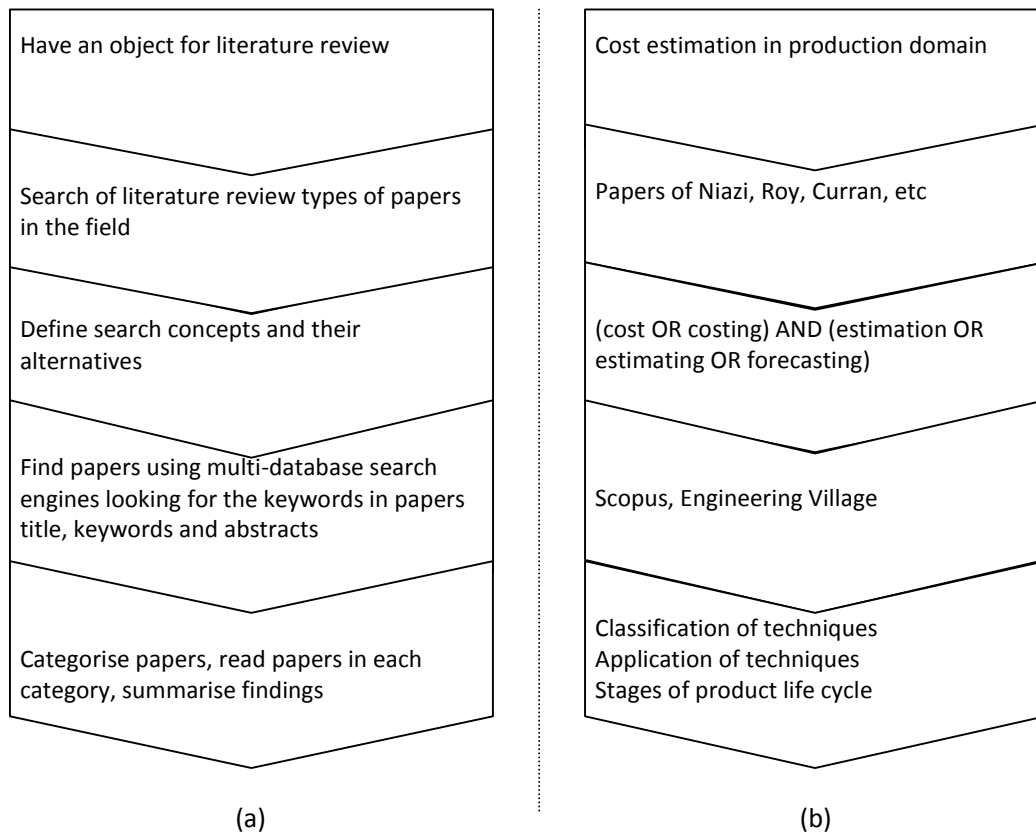 Have an object for literature review
Search of literature review types of papers
in the field
Define search concepts and their
alternatives
Find papers using multi-database search
engines looking for the keywords in papers
title, keywords and abstracts
Categorise papers, read papers in each
category, summarise findings
(a)
Cost estimation in production domain
Papers of Niazi, Roy, Curran, etc
(cost OR costing) AND (estimation OR
estimating OR forecasting)
Scopus, Engineering Village
Classification of techniques
Application of techniques
Stages of product life cycle
(b)